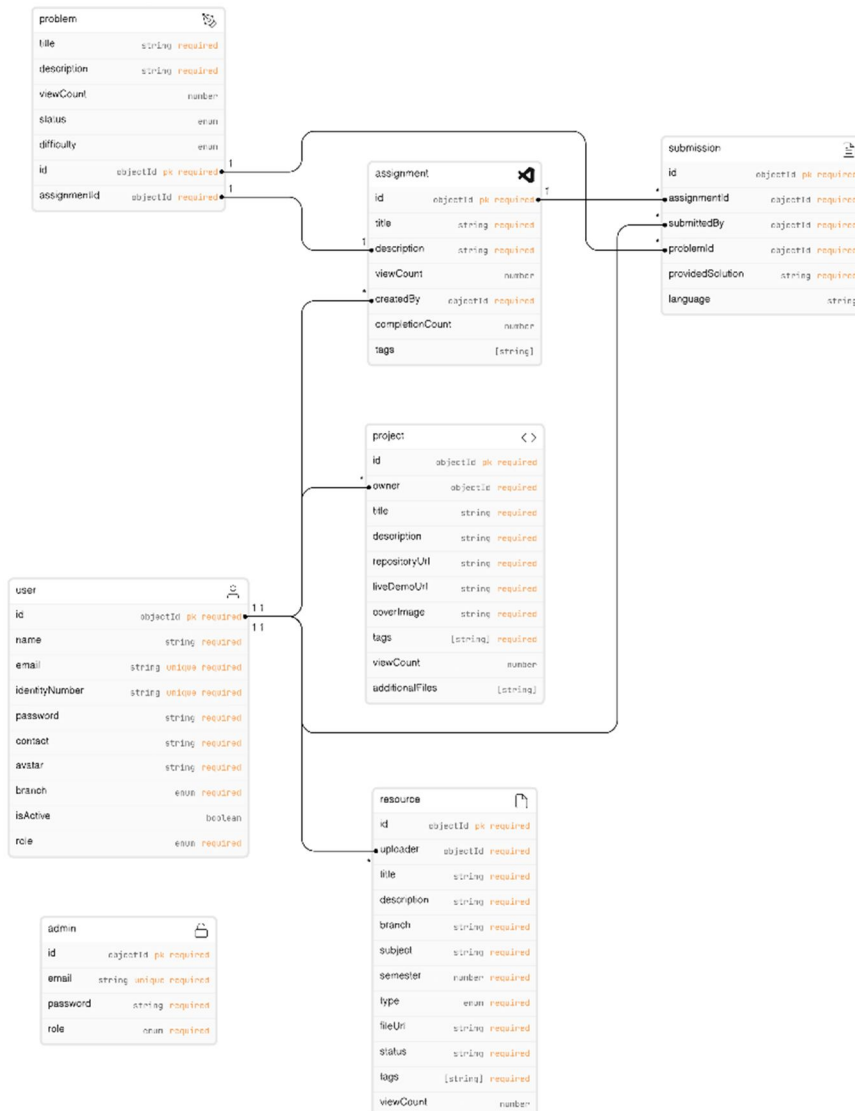 problem
title string required
description string required
viewCount number
status enum
difficulty enum
id objectId pk required
assignmentId objectId required
1
1
assignment
id objectId pk required
title string required
description string required
viewCount number
createdBy objectId required
completionCount number
tags [string]
1
1
*
submission
id objectId pk required
assignmentId objectId required
submittedBy objectId required
problemId objectId required
providedSolution string required
language string
*
*
*
project
id objectId pk required
owner objectId required
title string required
description string required
repositoryUrl string required
liveDemoUrl string required
coverImage string required
tags [string] required
viewCount number
additionalFiles [string]
*
user
id objectId pk required
name string required
email string unique required
identityNumber string unique required
password string required
contact string required
avatar string required
branch enum required
isActive boolean
role enum required
1 1
1 1
resource
id objectId pk required
uploader objectId required
title string required
description string required
branch string required
subject string required
semester number required
type enum required
fileUrl string required
status string required
tags [string] required
viewCount number
*
admin
id objectId pk required
email string unique required
password string required
role enum required